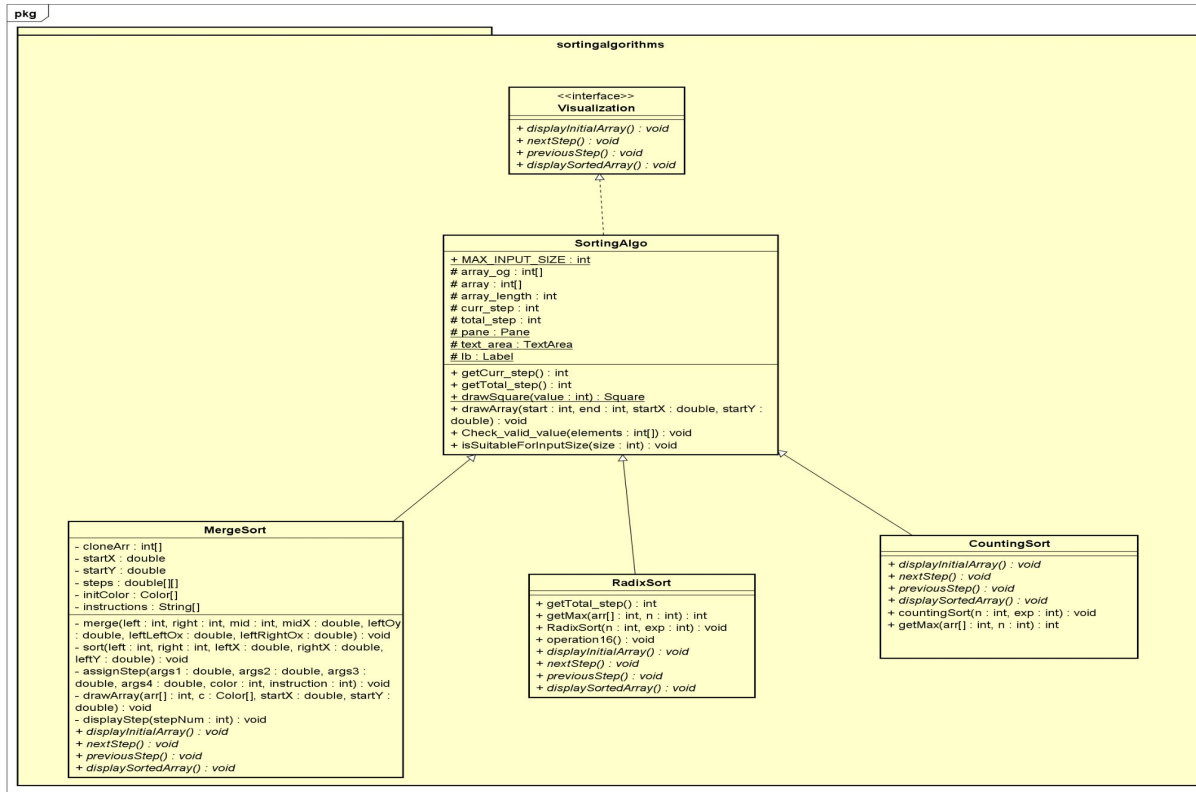 pkg
sortingalgorithms
<<interface>>
Visualization
+ displayInitialArray() : void
+ nextStep() : void
+ previousStep() : void
+ displaySortedArray() : void
SortingAlgo
+ MAX_INPUT_SIZE : int
# array_og : int[]
# array : int[]
# array_length : int
# curr_step : int
# total_step : int
# pane : Pane
# text_area : TextArea
# lb : Label
+ getCurr_step() : int
+ getTotal_step() : int
+ drawSquare(value : int) : Square
+ drawArray(start : int, end : int, startX : double, startY :
double) : void
+ Check_valid_value(elements : int[]) : void
+ isSuitableForInputSize(size : int) : void
MergeSort
- cloneArr : int[]
- startX : double
- startY : double
- steps : double[][]
- initColor : Color[]
- instructions : String[]
- merge(left : int, right : int, mid : int, midX : double, leftOy
: double, leftLeftOx : double, leftRightOx : double) : void
- sort(left : int, right : int, leftX : double, rightX : double,
leftY : double) : void
- assignStep(args1 : double, args2 : double, args3 :
double, args4 : double, color : int, instruction : int) : void
- drawArray(arr[] : int, c : Color[], startX : double, startY :
double) : void
- displayStep(stepNum : int) : void
+ displayInitialArray() : void
+ nextStep() : void
+ previousStep() : void
+ displaySortedArray() : void
RadixSort
+ getTotal_step() : int
+ getMax(arr[] : int, n : int) : int
+ RadixSort(n : int, exp : int) : void
+ operation16() : void
+ displayInitialArray() : void
+ nextStep() : void
+ previousStep() : void
+ displaySortedArray() : void
CountingSort
+ displayInitialArray() : void
+ nextStep() : void
+ previousStep() : void
+ displaySortedArray() : void
+ countingSort(n : int, exp : int) : void
+ getMax(arr[] : int, n : int) : int